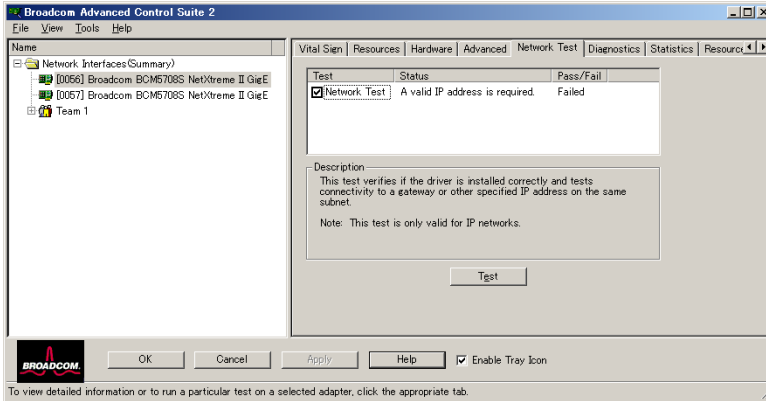 Broadcom Advanced Control Suite 2
File View Tools Help
Name
Network Interfaces(Summary)
[0056] Broadcom BCM5708S NetXtreme II GigE
[0057] Broadcom BCM5708S NetXtreme II GigE
Team 1
Vital Sign Resources Hardware Advanced Network Test Diagnostics Statistics Resourc
Test Status Pass/Fail
Network Test A valid IP address is required. Failed
Description
This test verifies if the driver is installed correctly and tests
connectivity to a gateway or other specified IP address on the same
subnet.
Note: This test is only valid for IP networks.
Test
BROADCOM.
OK Cancel Apply Help Enable Tray Icon
To view detailed information or to run a particular test on a selected adapter, click the appropriate tab.